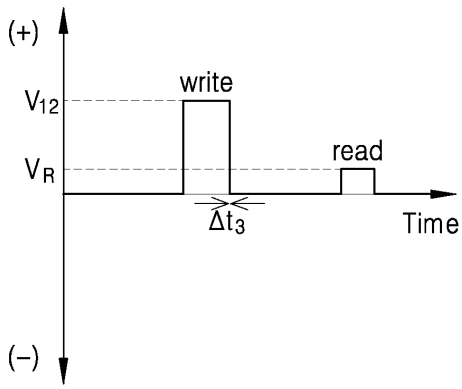 (+)
write
V12
read
VR
Time
Δt3
(−)